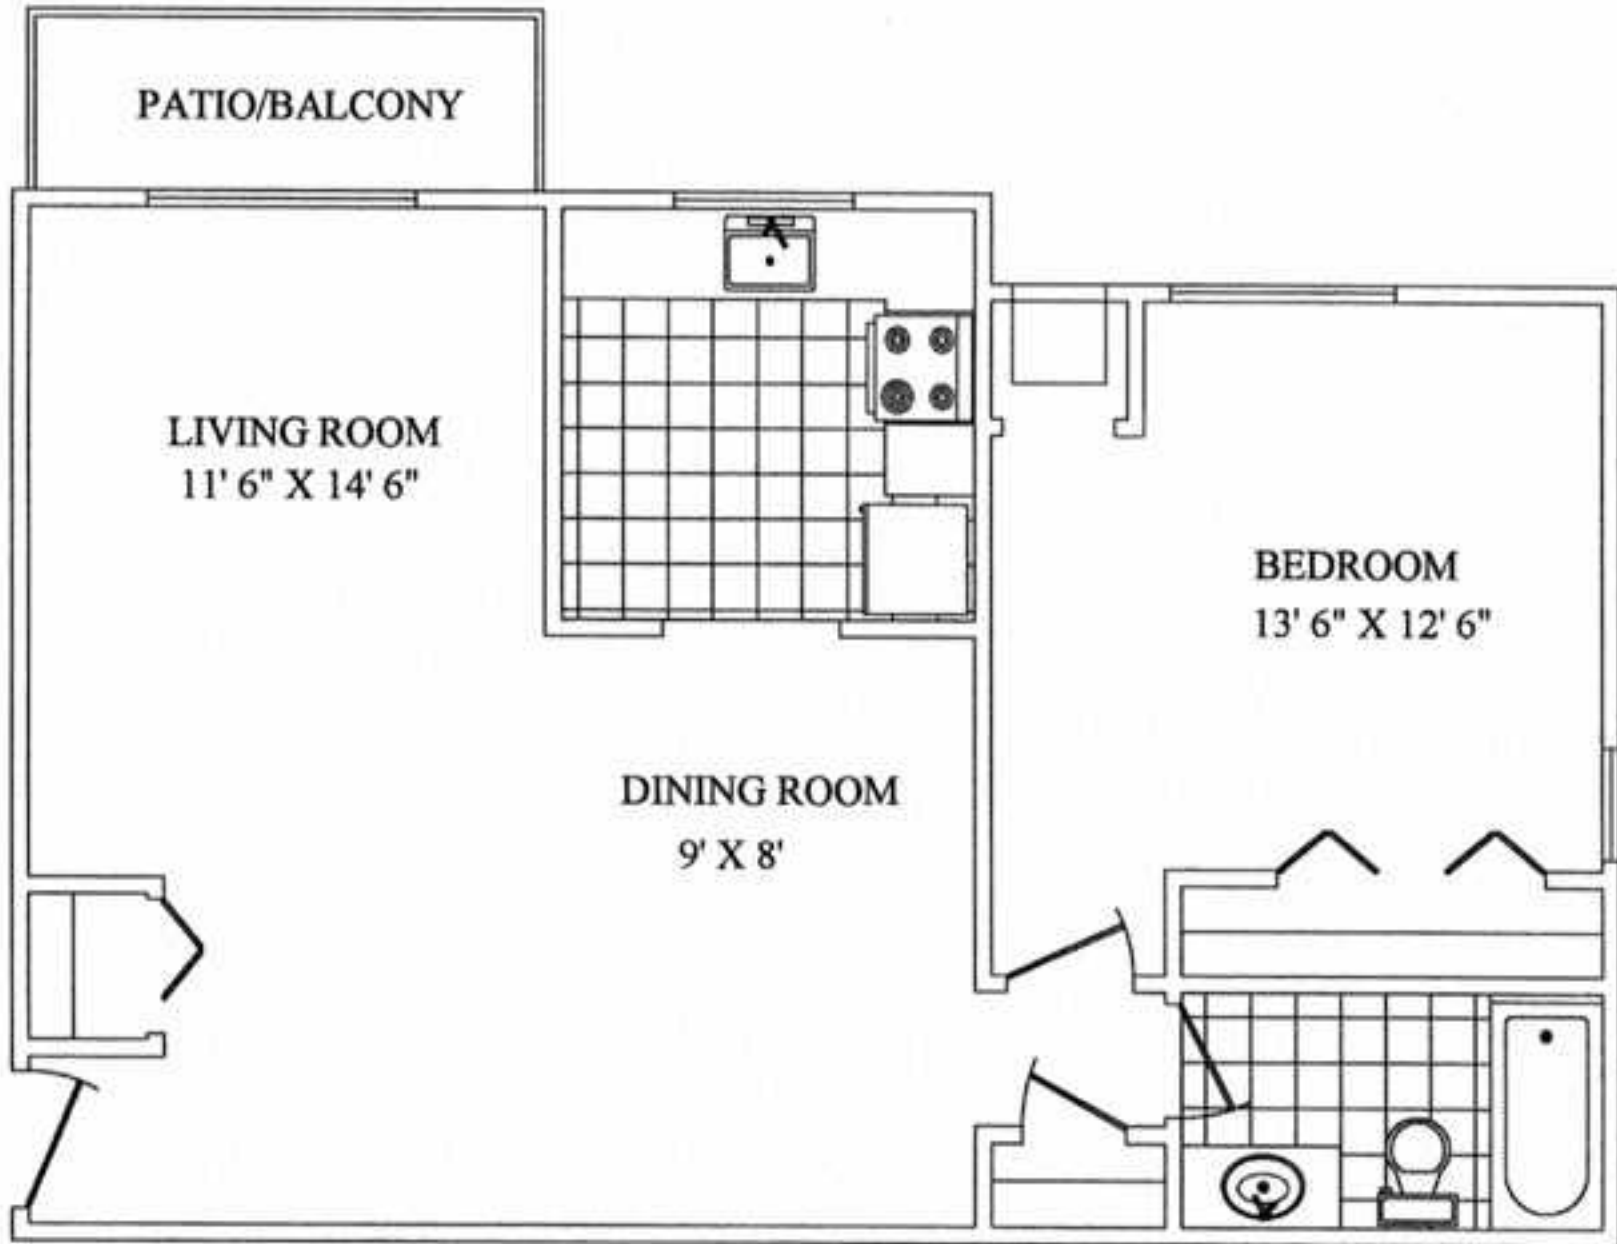 PATIO/BALCONY
LIVING ROOM
11' 6" X 14' 6"
BEDROOM
13' 6" X 12' 6"
DINING ROOM
9' X 8'